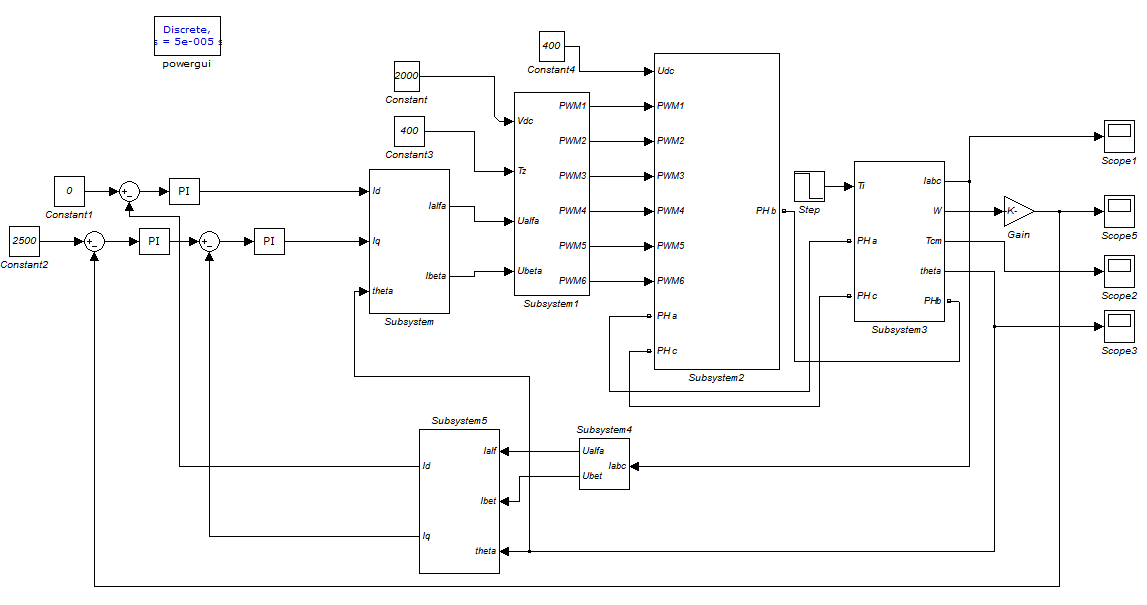 Discrete,
s = 5e-005 s
powergui
400
Constant4
2000
Constant
400
Constant3
0
Constant1
2500
Constant2
+
−
PI
+
−
PI
+
−
PI
Id
Iq
theta
Ialfa
Ibeta
Subsystem
Vdc
Tz
Ualfa
Ubeta
PWM1
PWM2
PWM3
PWM4
PWM5
PWM6
Subsystem1
Udc
PWM1
PWM2
PWM3
PWM4
PWM5
PWM6
PH a
PH c
PH b
Subsystem2
Step
Ti
PH a
PH c
Iabc
W
Tcm
theta
PHb
Subsystem3
K-
Gain
Scope1
Scope5
Scope2
Scope3
Subsystem5
Id
Iq
Ialf
Ibet
theta
Subsystem4
Ualfa
Ubet
Iabc